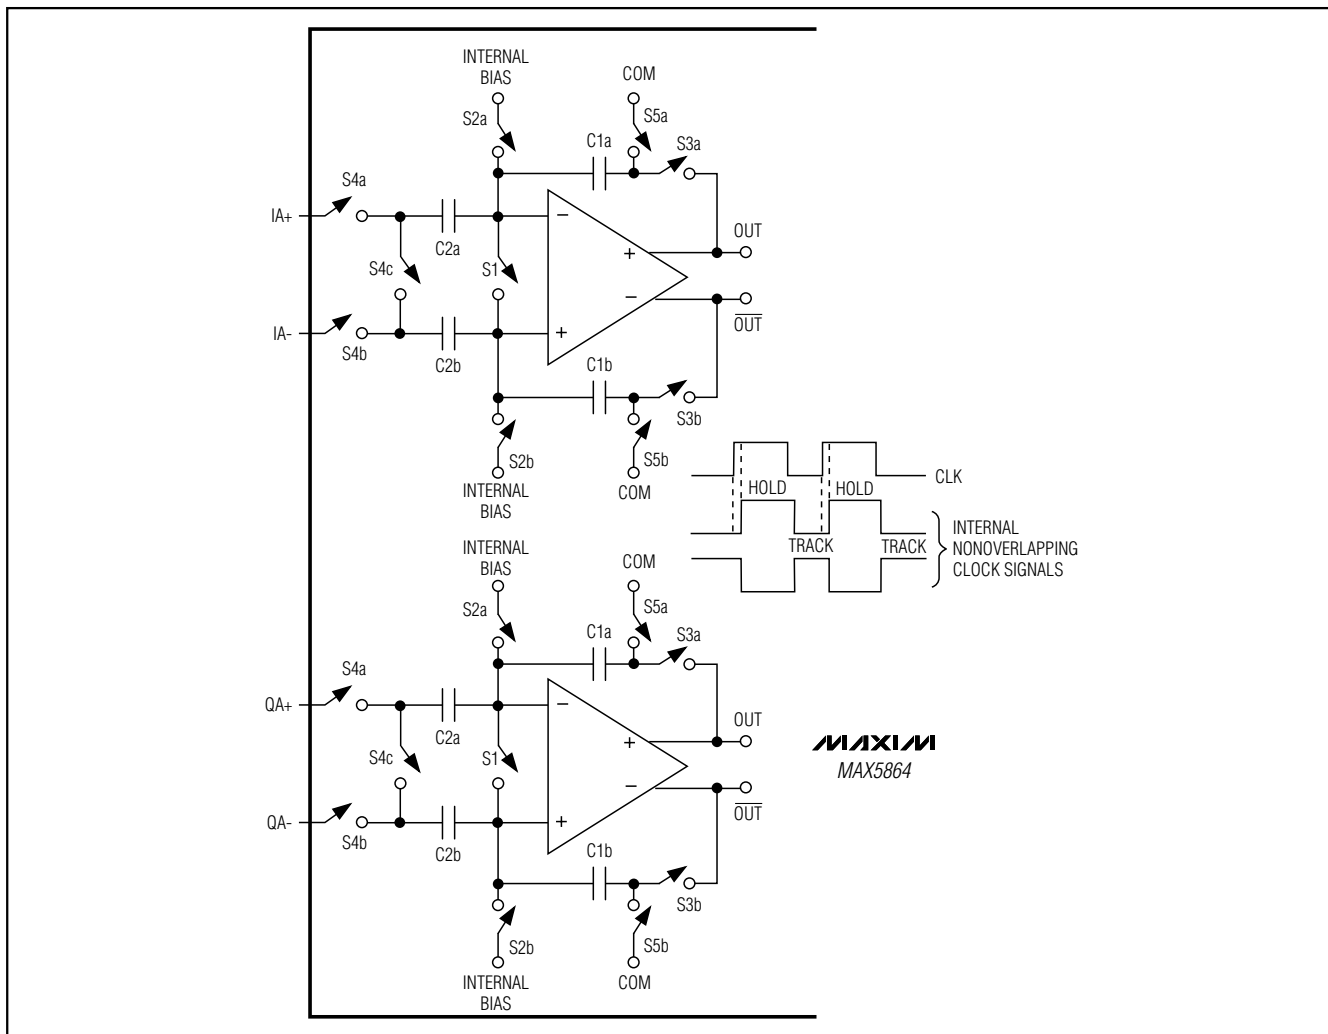 INTERNAL
BIAS
COM
S2a
S5a
C1a
S3a
S4a
IA+
−
C2a
OUT
+
S4c
S1
−
OUT
IA-
+
S4b
C2b
C1b
S3b
S2b
S5b
INTERNAL
BIAS
COM
CLK
HOLD
HOLD
TRACK
TRACK
INTERNAL
NONOVERLAPPING
CLOCK SIGNALS
INTERNAL
BIAS
COM
S2a
S5a
C1a
S3a
S4a
QA+
−
C2a
OUT
+
S4c
S1
MAXIM
MAX5864
−
OUT
QA-
+
S4b
C2b
C1b
S3b
S2b
S5b
INTERNAL
BIAS
COM